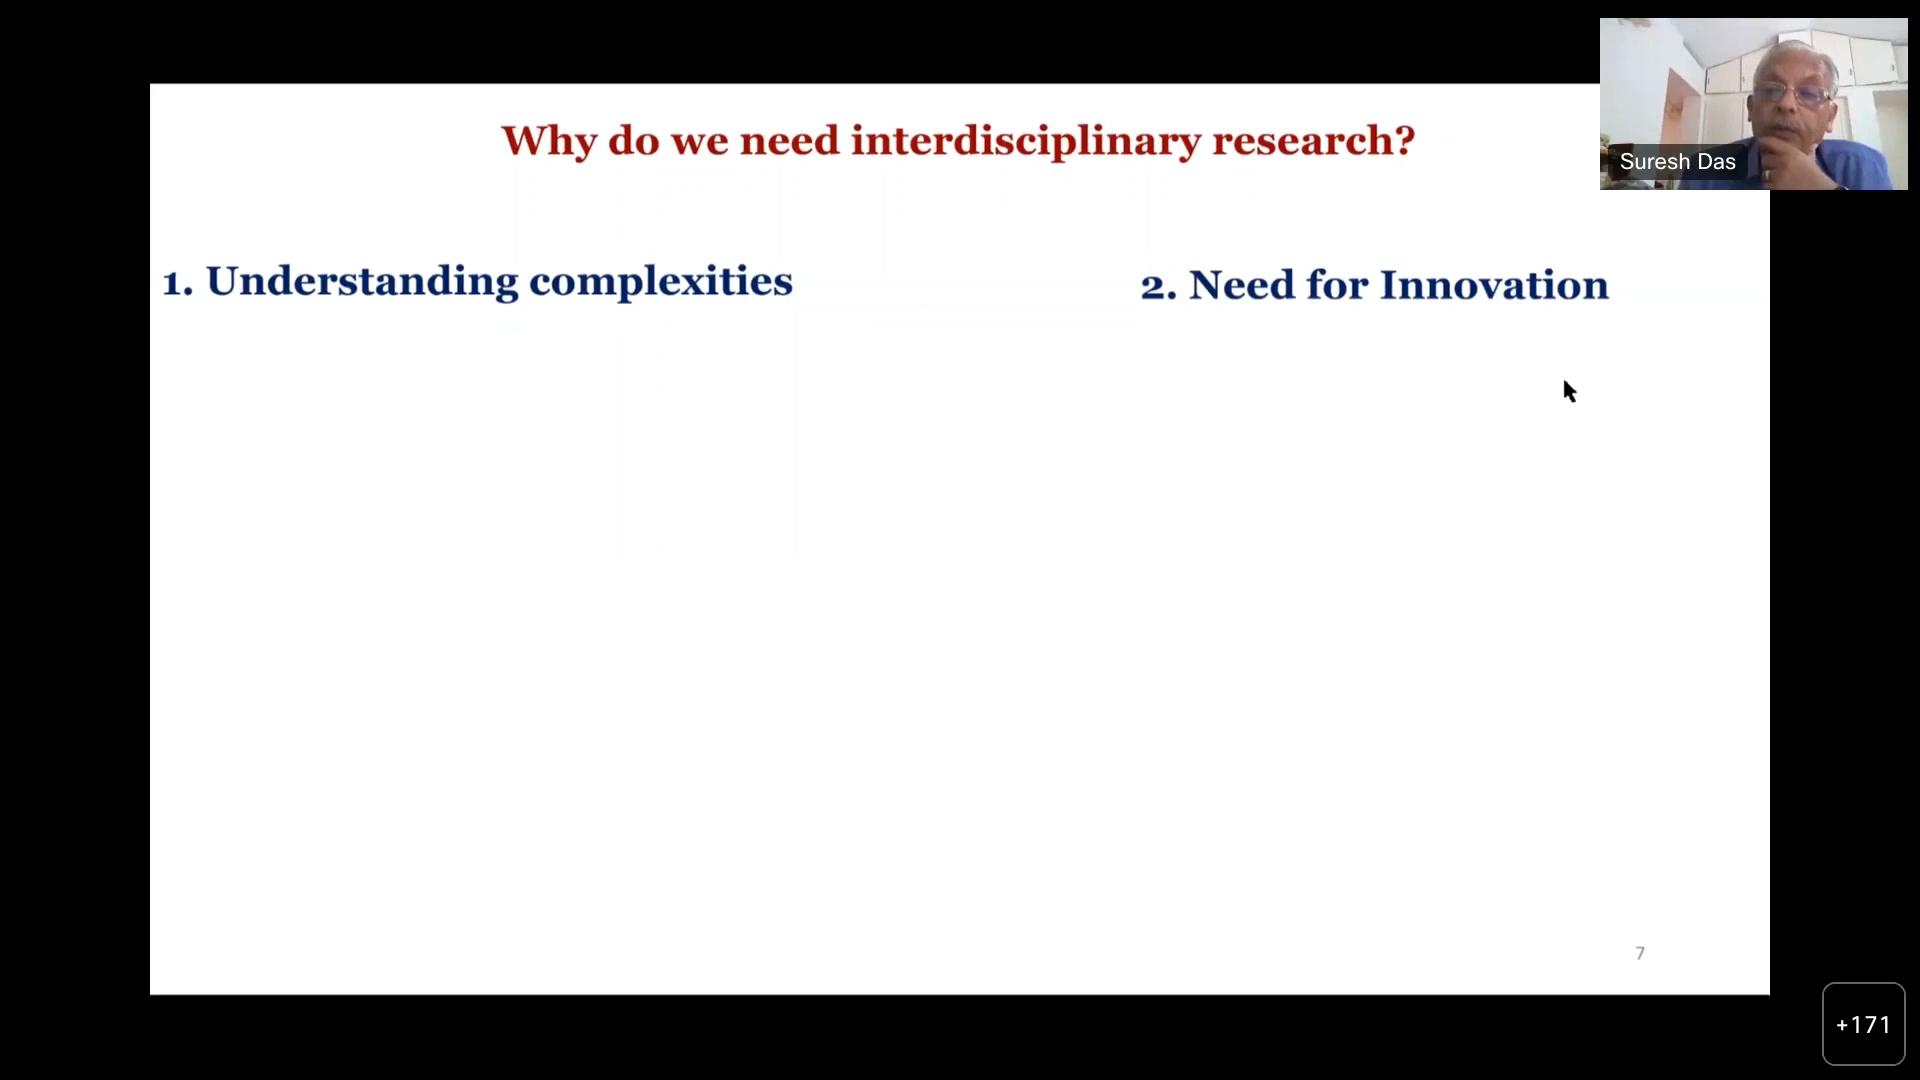 Why do we need interdisciplinary research?
Suresh Das
1. Understanding complexities
2. Need for Innovation
7
+171